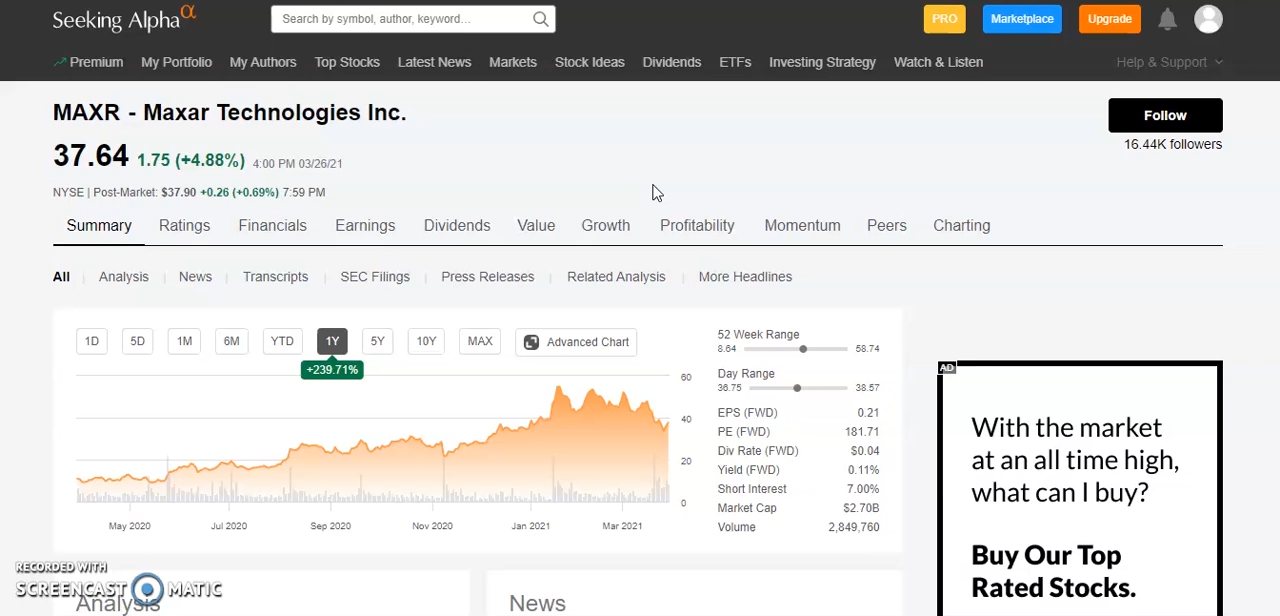 Seeking Alpha α
Search by symbol, author, keyword...
PRO
Marketplace
Upgrade
Premium My Portfolio My Authors Top Stocks Latest News Markets Stock Ideas Dividends ETFs Investing Strategy Watch & Listen Help & Support
MAXR - Maxar Technologies Inc.
Follow
16.44K followers
37.64 1.75 (+4.88%) 4:00 PM 03/26/21
NYSE | Post-Market: $37.90 +0.26 (+0.69%) 7:59 PM
Summary Ratings Financials Earnings Dividends Value Growth Profitability Momentum Peers Charting
All Analysis News Transcripts SEC Filings Press Releases Related Analysis More Headlines
1D 5D 1M 6M YTD 1Y 5Y 10Y MAX Advanced Chart
+239.71%
60
40
20
0
May 2020 Jul 2020 Sep 2020 Nov 2020 Jan 2021 Mar 2021
52 Week Range
8.64 58.74
Day Range
36.75 38.57
EPS (FWD) 0.21
PE (FWD) 181.71
Div Rate (FWD) $0.04
Yield (FWD) 0.11%
Short Interest 7.00%
Market Cap $2.70B
Volume 2,849,760
AD
With the market
at an all time high,
what can I buy?
Buy Our Top
Rated Stocks.
Analysis
News
RECORDED WITH
SCREENCAST MATIC